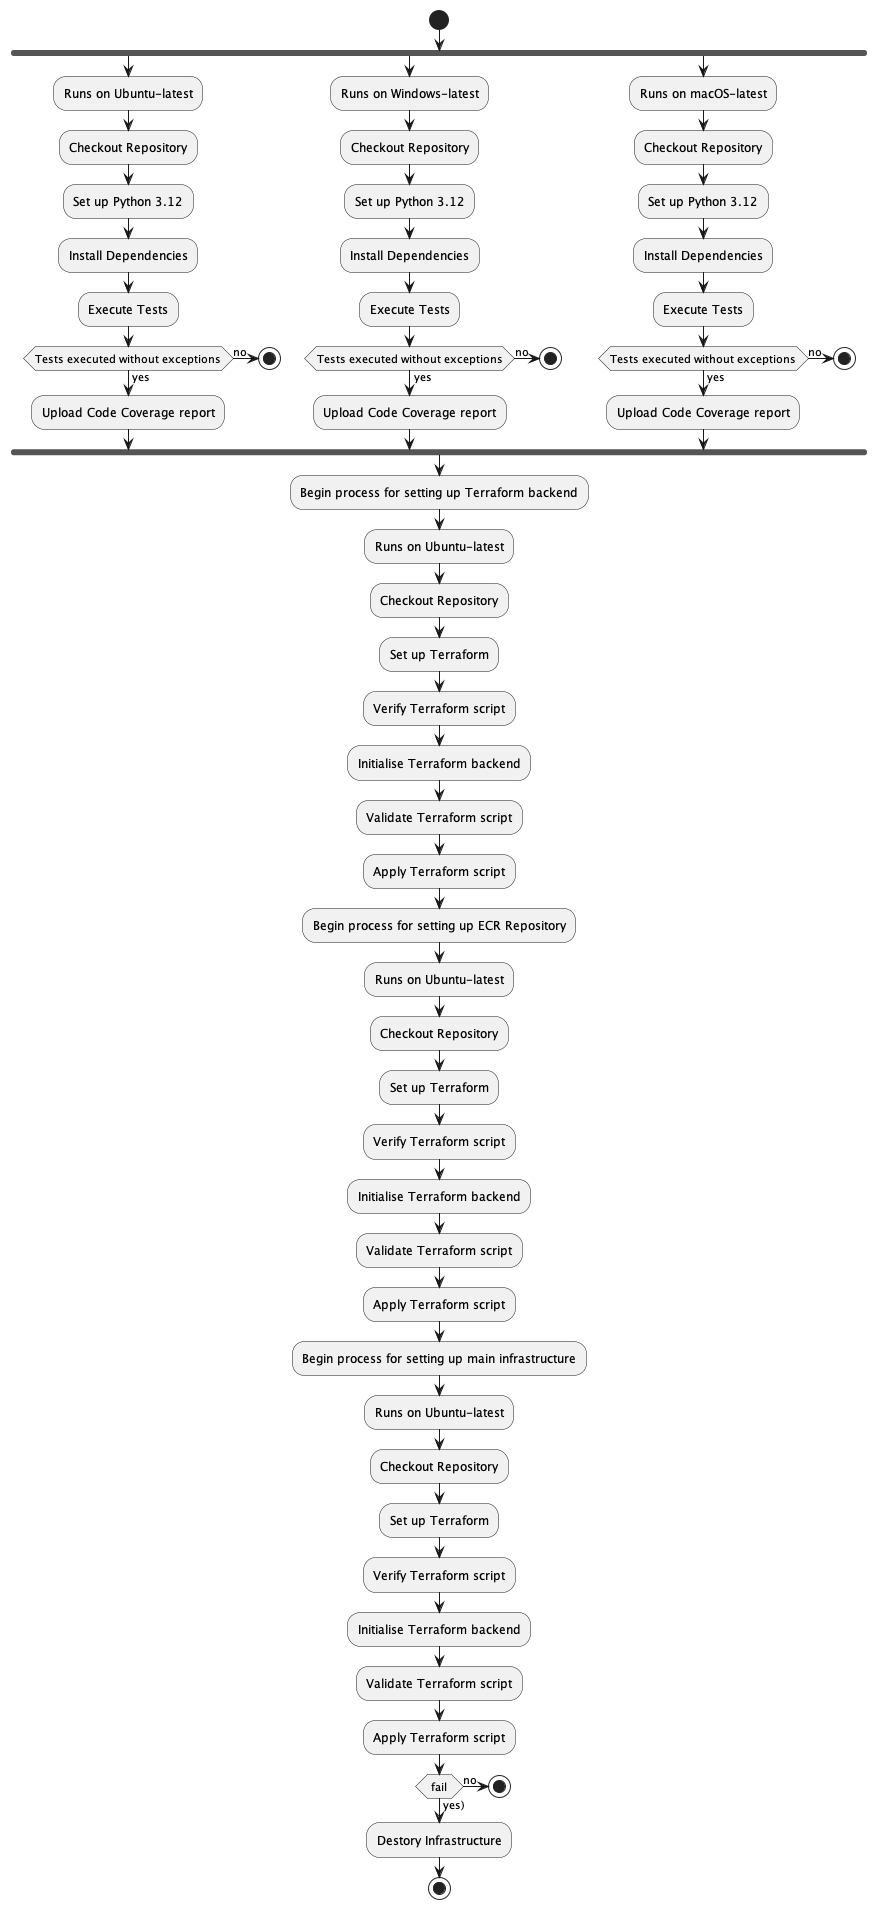 Runs on Ubuntu-latest
Checkout Repository
Set up Python 3.12
Install Dependencies
Execute Tests
Tests executed without exceptions
no
yes
Upload Code Coverage report
Runs on Windows-latest
Checkout Repository
Set up Python 3.12
Install Dependencies
Execute Tests
Tests executed without exceptions
no
yes
Upload Code Coverage report
Runs on macOS-latest
Checkout Repository
Set up Python 3.12
Install Dependencies
Execute Tests
Tests executed without exceptions
no
yes
Upload Code Coverage report
Begin process for setting up Terraform backend
Runs on Ubuntu-latest
Checkout Repository
Set up Terraform
Verify Terraform script
Initialise Terraform backend
Validate Terraform script
Apply Terraform script
Begin process for setting up ECR Repository
Runs on Ubuntu-latest
Checkout Repository
Set up Terraform
Verify Terraform script
Initialise Terraform backend
Validate Terraform script
Apply Terraform script
Begin process for setting up main infrastructure
Runs on Ubuntu-latest
Checkout Repository
Set up Terraform
Verify Terraform script
Initialise Terraform backend
Validate Terraform script
Apply Terraform script
fail
no
yes)
Destory Infrastructure